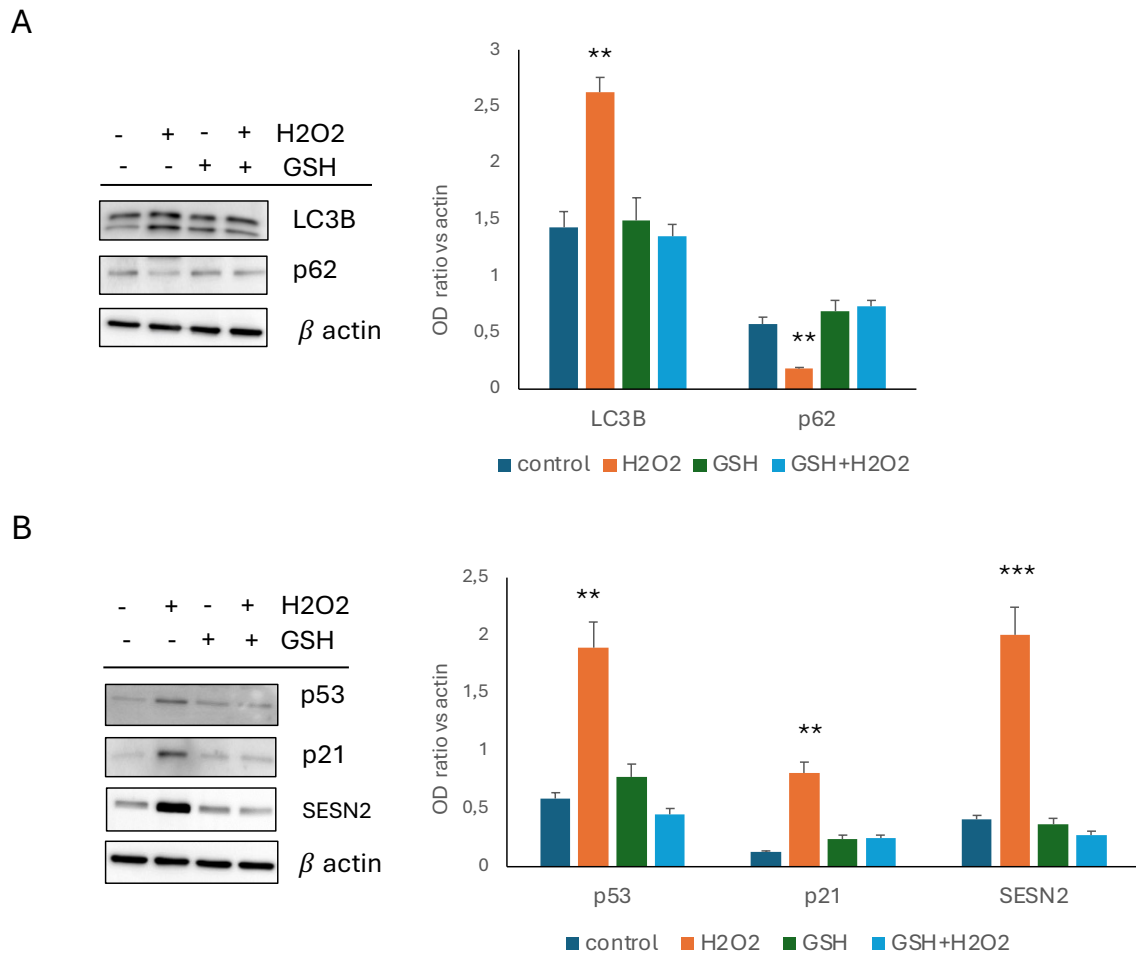 A
- + - + H2O2
- - + + GSH
LC3B
p62
β actin
OD ratio vs actin
3
2,5
2
1,5
1
0,5
0
**
**
LC3B p62
control H2O2 GSH GSH+H2O2
B
- + - + H2O2
- - + + GSH
p53
p21
SESN2
β actin
OD ratio vs actin
2,5
2
1,5
1
0,5
0
**
**
***
p53 p21 SESN2
control H2O2 GSH GSH+H2O2